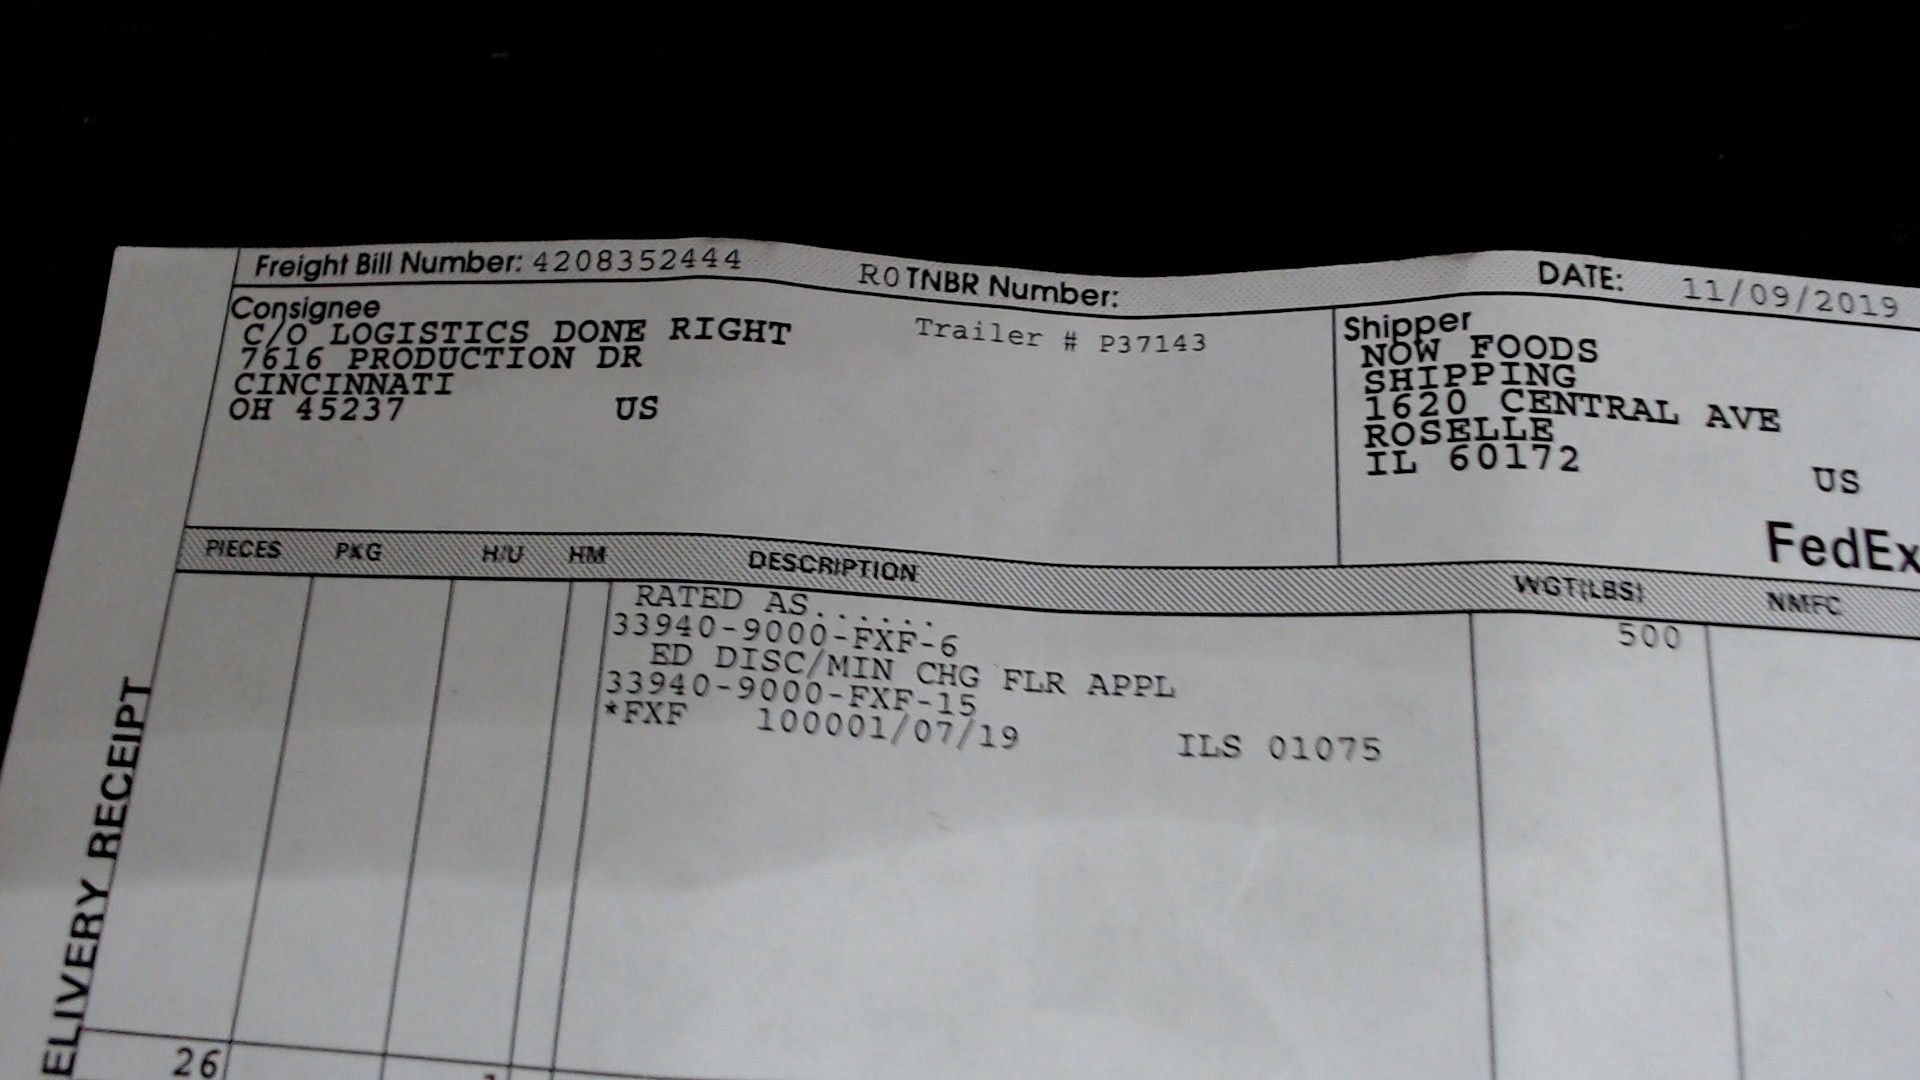 Freight Bill Number: 4208352444 ROTNBR Number: DATE: 11/09/2019
Consignee
C/O LOGISTICS DONE RIGHT
7616 PRODUCTION DR
CINCINNATI
OH 45237 US
Trailer # P37143
Shipper
NOW FOODS
SHIPPING
1620 CENTRAL AVE
ROSELLE
IL 60172
US
FedEx
PIECES PKG H/U HM DESCRIPTION WGT(LBS) NMFC
RATED AS...... 500
33940-9000-FXF-6
ED DISC/MIN CHG FLR APPL
33940-9000-FXF-15
*FXF 100001/07/19 ILS 01075
ELIVERY RECEIPT
26